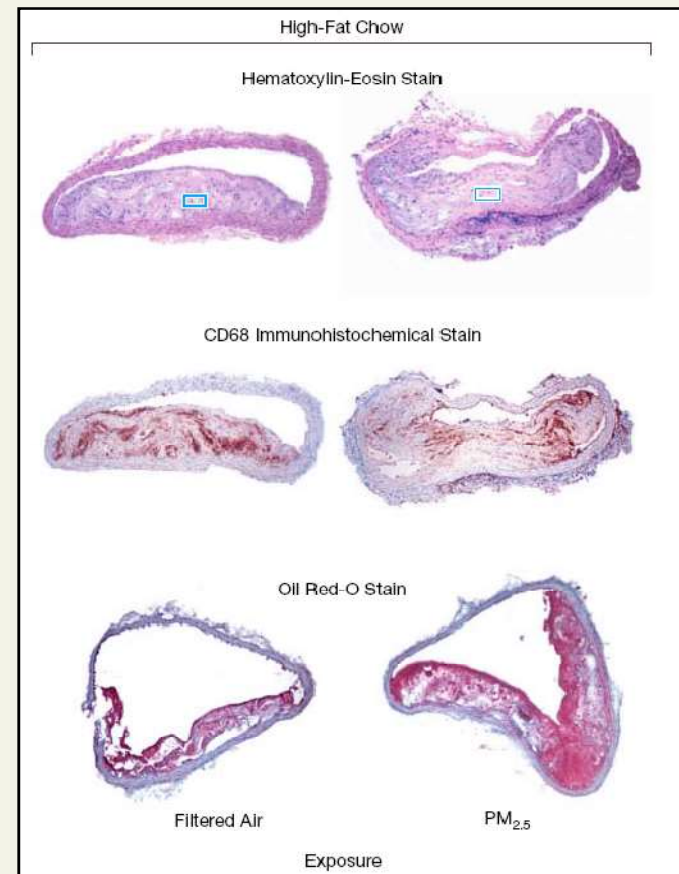 High-Fat Chow
Hematoxylin-Eosin Stain
CD68 Immunohistochemical Stain
Oil Red-O Stain
Filtered Air PM2.5
Exposure